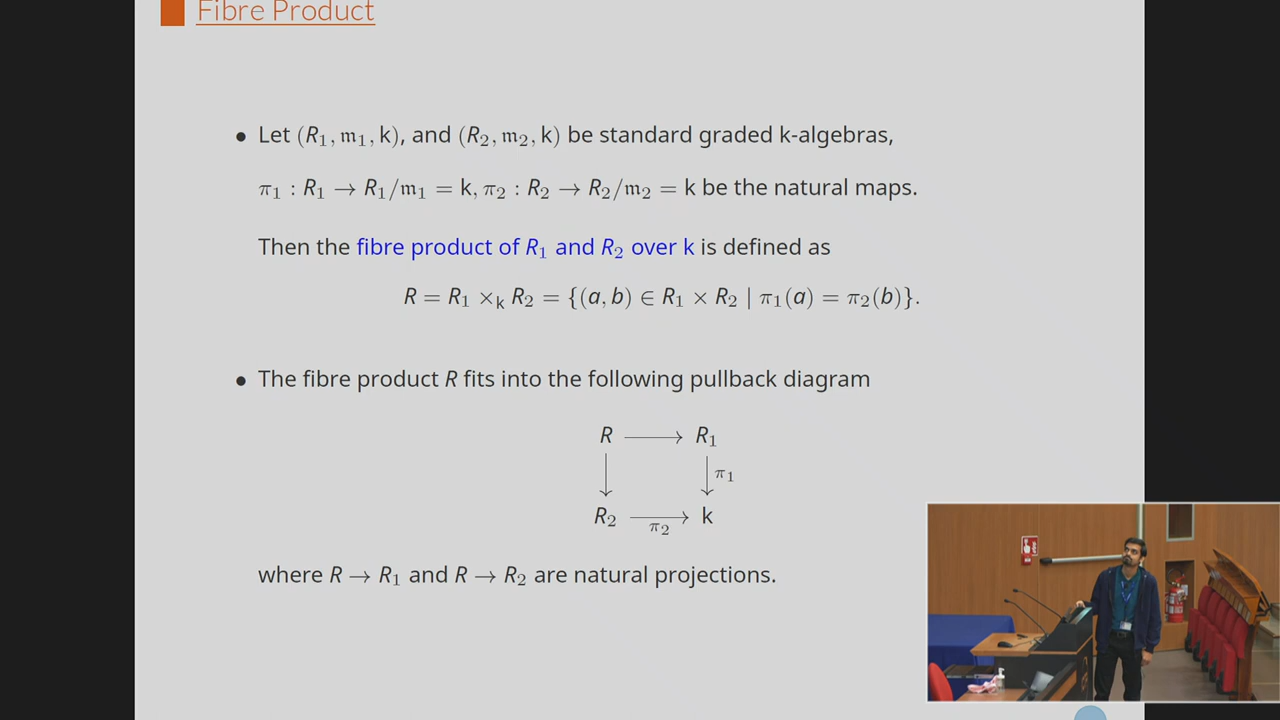 Fibre Product
• Let (R₁, 𝔪₁, k), and (R₂, 𝔪₂, k) be standard graded k-algebras,
π₁ : R₁ → R₁/𝔪₁ = k, π₂ : R₂ → R₂/𝔪₂ = k be the natural maps.
Then the fibre product of R₁ and R₂ over k is defined as
R = R₁ ×ₖ R₂ = {(a, b) ∈ R₁ × R₂ | π₁(a) = π₂(b)}.
• The fibre product R fits into the following pullback diagram
R → R₁
↓ ↓ π₁
R₂ → k
π₂
where R → R₁ and R → R₂ are natural projections.